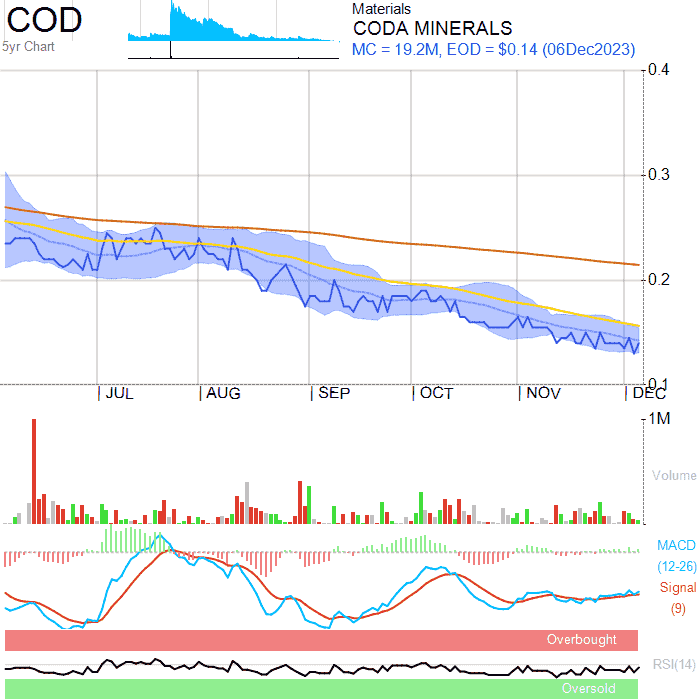 COD
5yr Chart
Materials
CODA MINERALS
MC = 19.2M, EOD = $0.14 (06Dec2023)
0.4
0.3
0.2
0.1
JUL AUG SEP OCT NOV DEC
1M
Volume
MACD
(12-26)
Signal
(9)
Overbought
RSI(14)
Oversold